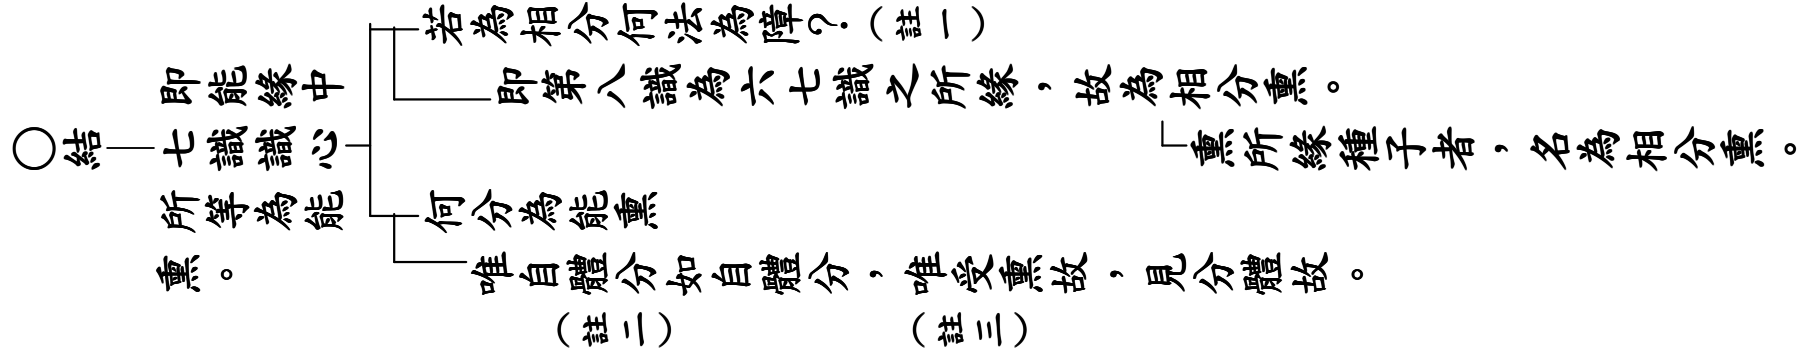 ○結
即能緣中
七識識心
所等為能
熏。
若為相分何法為障?(註一)
即第八識為六七識之所緣,故為相分熏。
熏所緣種子者,名為相分熏。
何分為能熏
唯自體分如自體分,唯受熏故,見分體故。
(註二)
(註三)